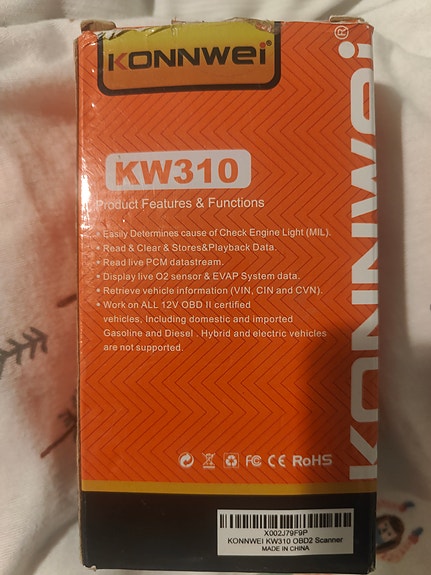 KONNWEi
KONNWEi®
KW310
Product Features & Functions
• Easily Determines cause of Check Engine Light (MIL).
• Read & Clear & Stores&Playback Data.
• Read live PCM datastream.
• Display live O2 sensor & EVAP System data.
• Retrieve vehicle information (VIN, CIN and CVN).
• Work on ALL 12V OBD II certified
vehicles, Including domestic and imported
Gasoline and Diesel . Hybrid and electric vehicles
are not supported.
FC CE RoHS
X002J79F9P
KONNWEI KW310 OBD2 Scanner
MADE IN CHINA